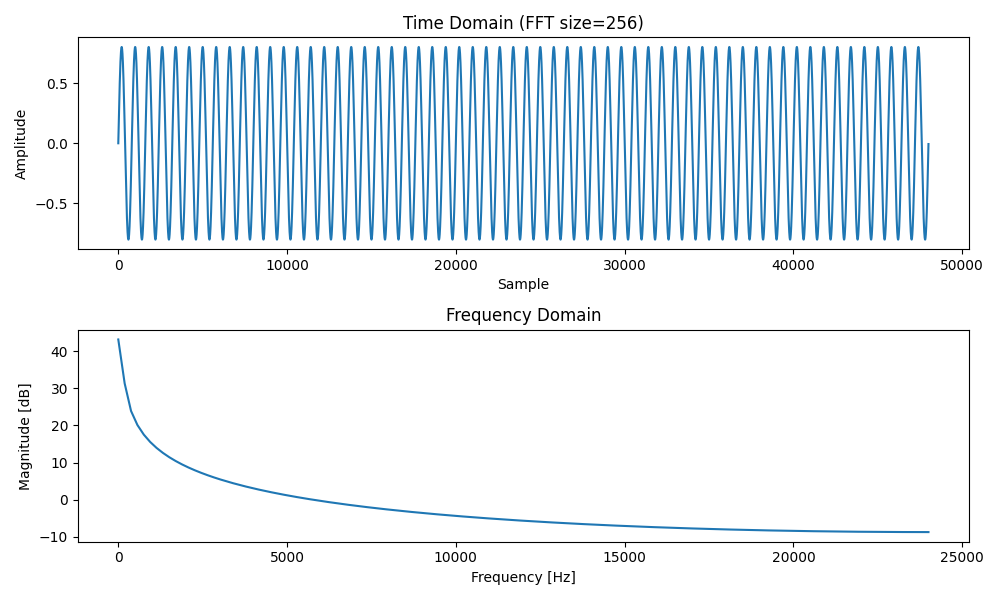 Time Domain (FFT size=256)
Amplitude
0.5
0.0
−0.5
0 10000 20000 30000 40000 50000
Sample
Frequency Domain
Magnitude [dB]
40
30
20
10
0
−10
0 5000 10000 15000 20000 25000
Frequency [Hz]